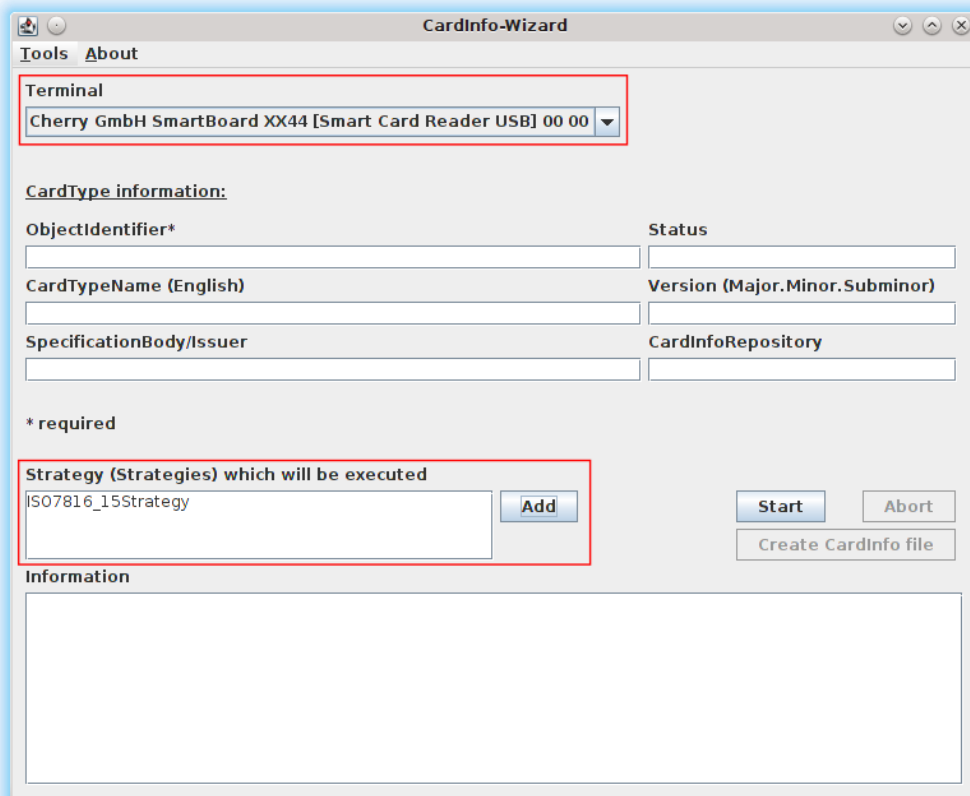 CardInfo-Wizard
Tools About
Terminal
Cherry GmbH SmartBoard XX44 [Smart Card Reader USB] 00 00
CardType information:
ObjectIdentifier* Status
CardTypeName (English) Version (Major.Minor.Subminor)
SpecificationBody/Issuer CardInfoRepository
* required
Strategy (Strategies) which will be executed
ISO7816_15Strategy
Add Start Abort
Create CardInfo file
Information